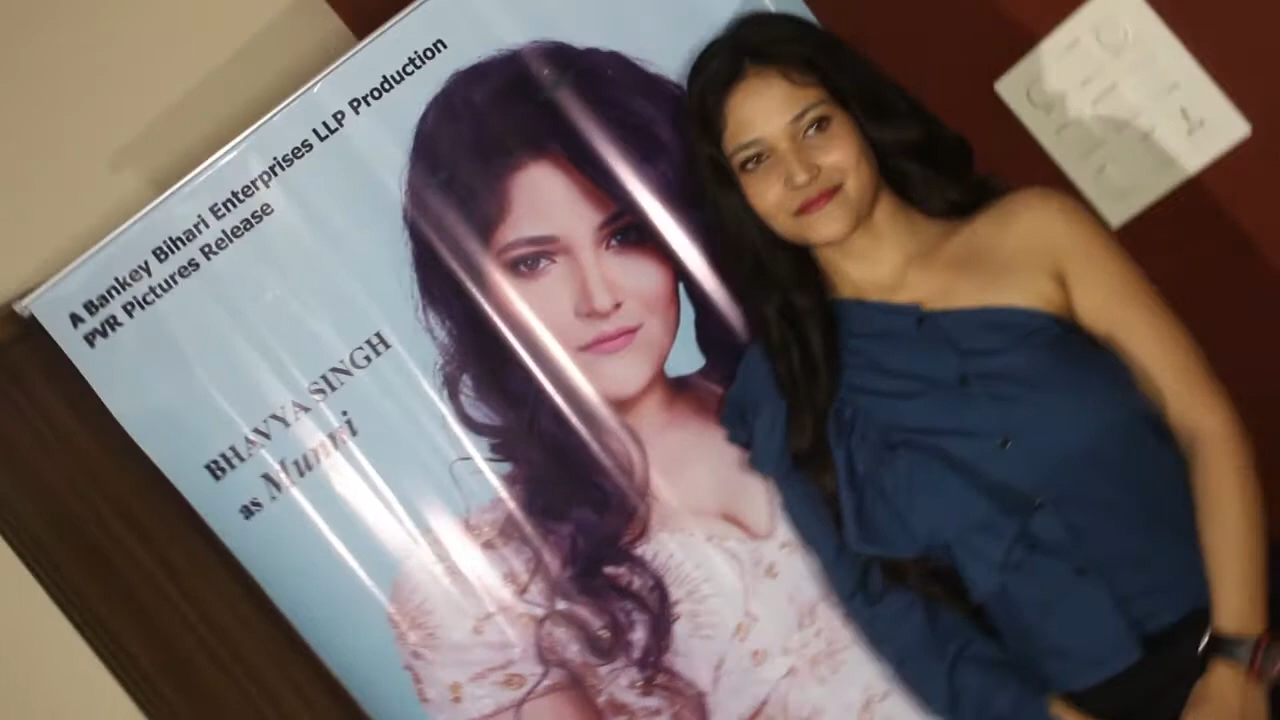 A Bankey Bihari Enterprises LLP Production
PVR Pictures Release
BHAVYA SINGH
as Munni